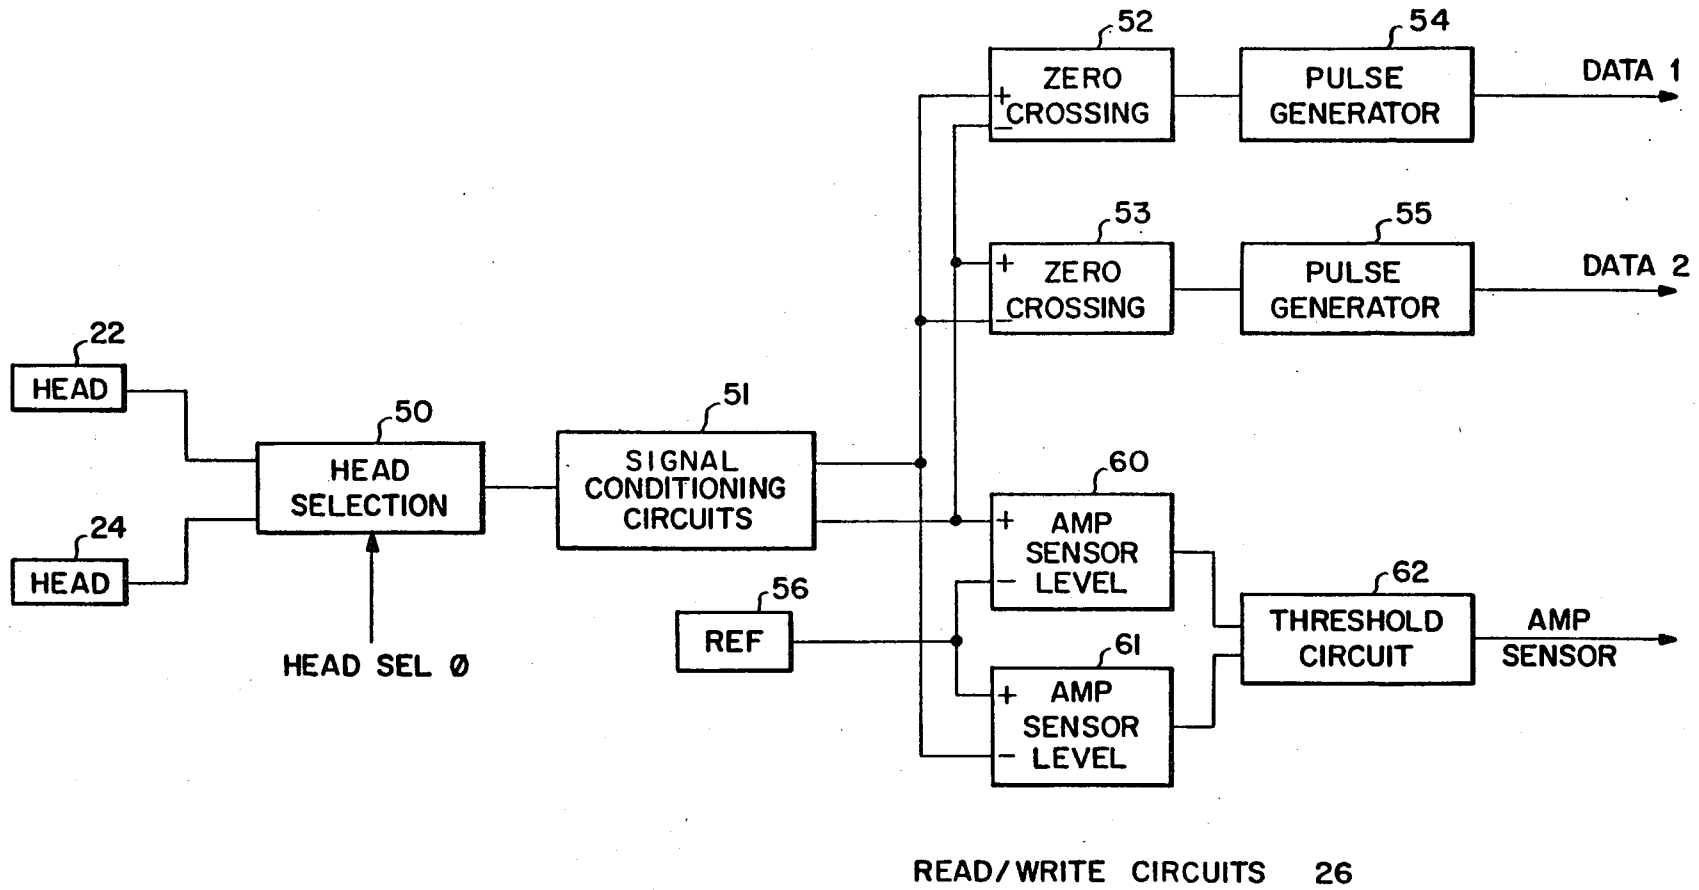 52
ZERO
CROSSING
+
−
54
PULSE
GENERATOR
DATA 1
53
ZERO
CROSSING
+
−
55
PULSE
GENERATOR
DATA 2
22
HEAD
24
HEAD
50
HEAD
SELECTION
HEAD SEL Ø
51
SIGNAL
CONDITIONING
CIRCUITS
56
REF
60
AMP
SENSOR
LEVEL
+
−
61
AMP
SENSOR
LEVEL
+
−
62
THRESHOLD
CIRCUIT
AMP
SENSOR
READ/WRITE CIRCUITS 26